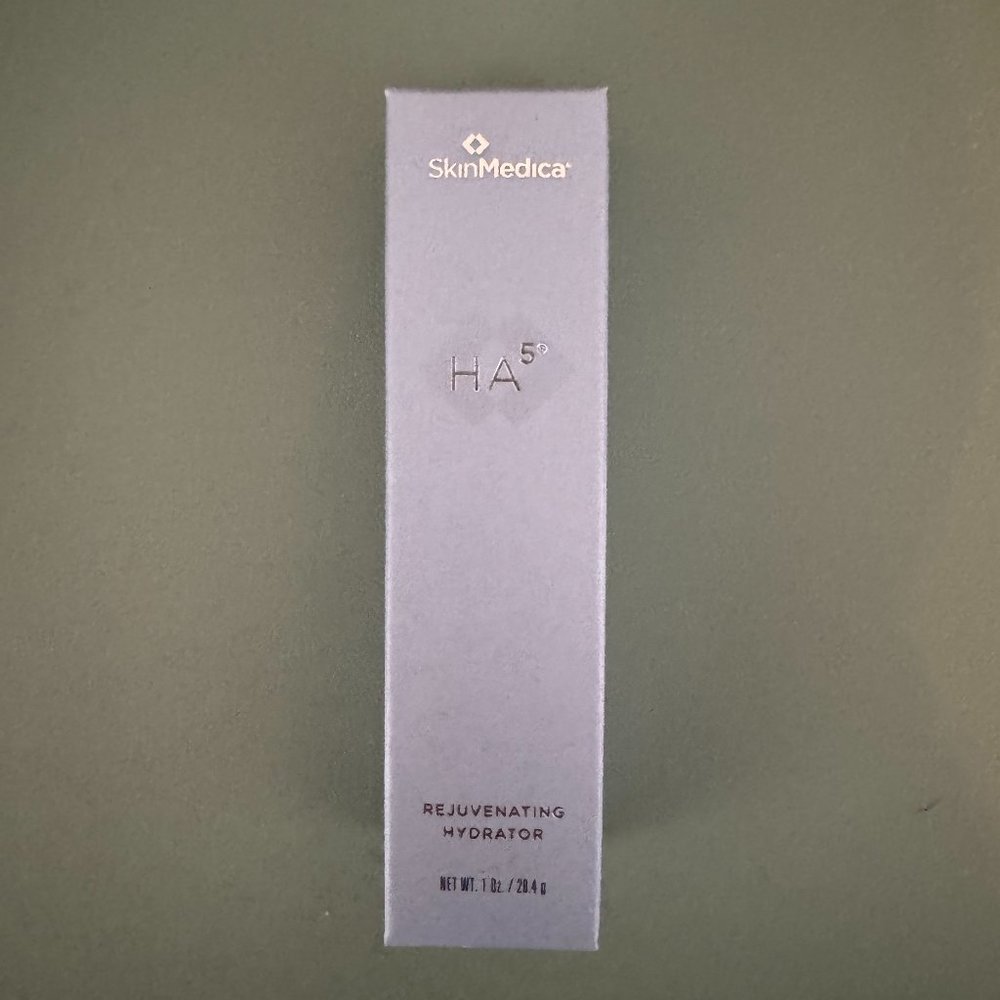 SkinMedica®
HA5®
REJUVENATING
HYDRATOR
NET WT. 1 Oz. / 28.4 g